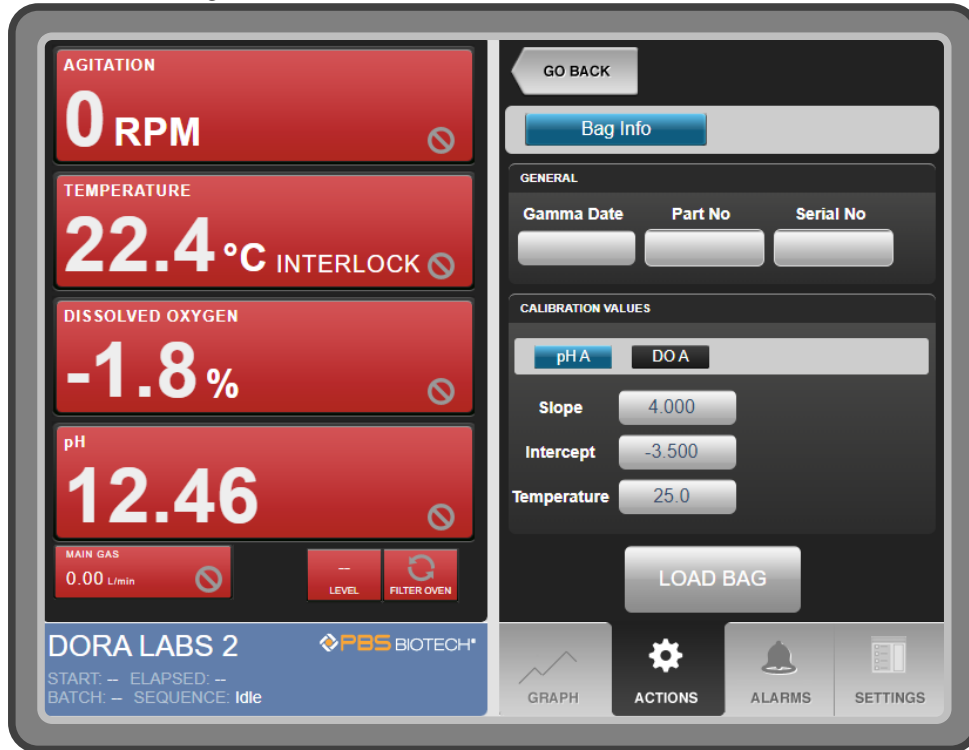 AGITATION
0 RPM
TEMPERATURE
22.4 °C INTERLOCK
DISSOLVED OXYGEN
-1.8 %
pH
12.46
MAIN GAS
0.00 L/min
--
LEVEL
FILTER OVEN
DORA LABS 2
PBS BIOTECH
START: -- ELAPSED: --
BATCH: -- SEQUENCE: Idle
GO BACK
Bag Info
GENERAL
Gamma Date Part No Serial No
CALIBRATION VALUES
pH A DO A
Slope 4.000
Intercept -3.500
Temperature 25.0
LOAD BAG
GRAPH ACTIONS ALARMS SETTINGS